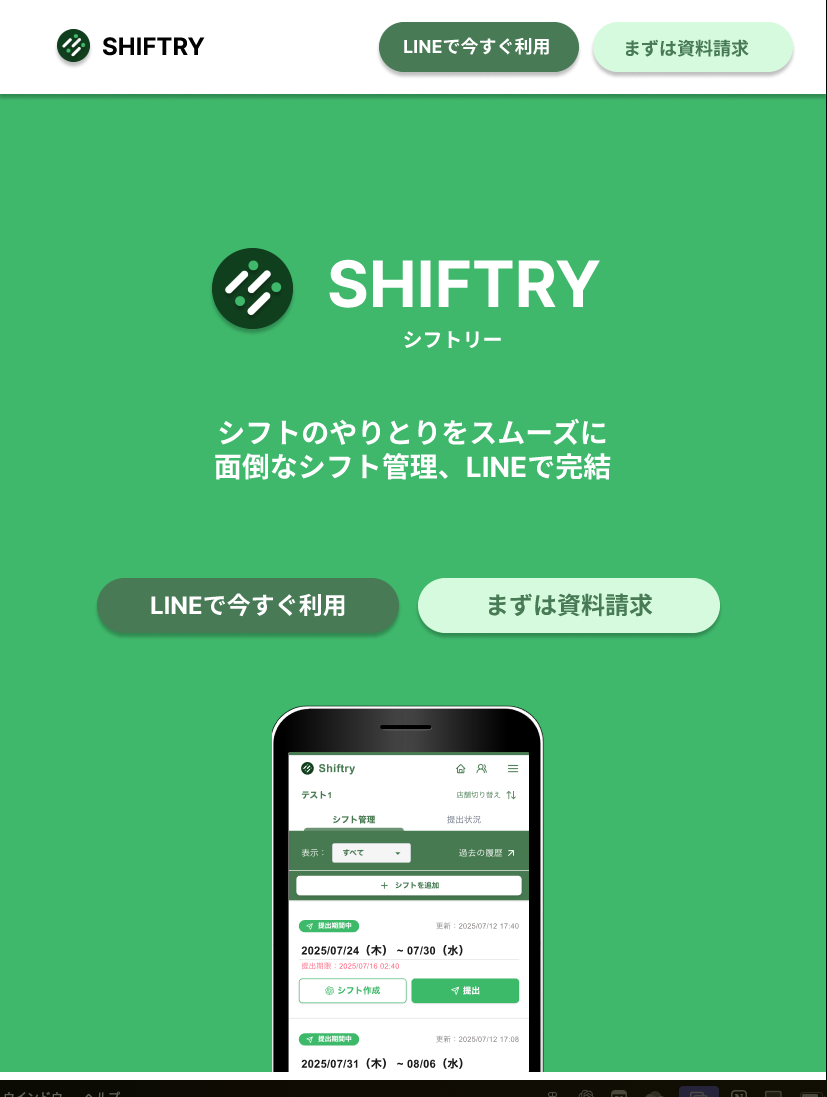 SHIFTRY
LINEで今すぐ利用
まずは資料請求
SHIFTRY
シフトリー
シフトのやりとりをスムーズに
面倒なシフト管理、LINEで完結
LINEで今すぐ利用
まずは資料請求
Shiftry
テスト1
店舗切り替え
シフト管理
提出状況
表示：
すべて
過去の履歴
＋ シフトを追加
提出期間中
更新：2025/07/12 17:40
2025/07/24（木） ~ 07/30（水）
提出期限：2025/07/16 02:40
シフト作成
提出
提出期間中
更新：2025/07/12 17:08
2025/07/31（木） ~ 08/06（水）
ウインドウ ヘルプ